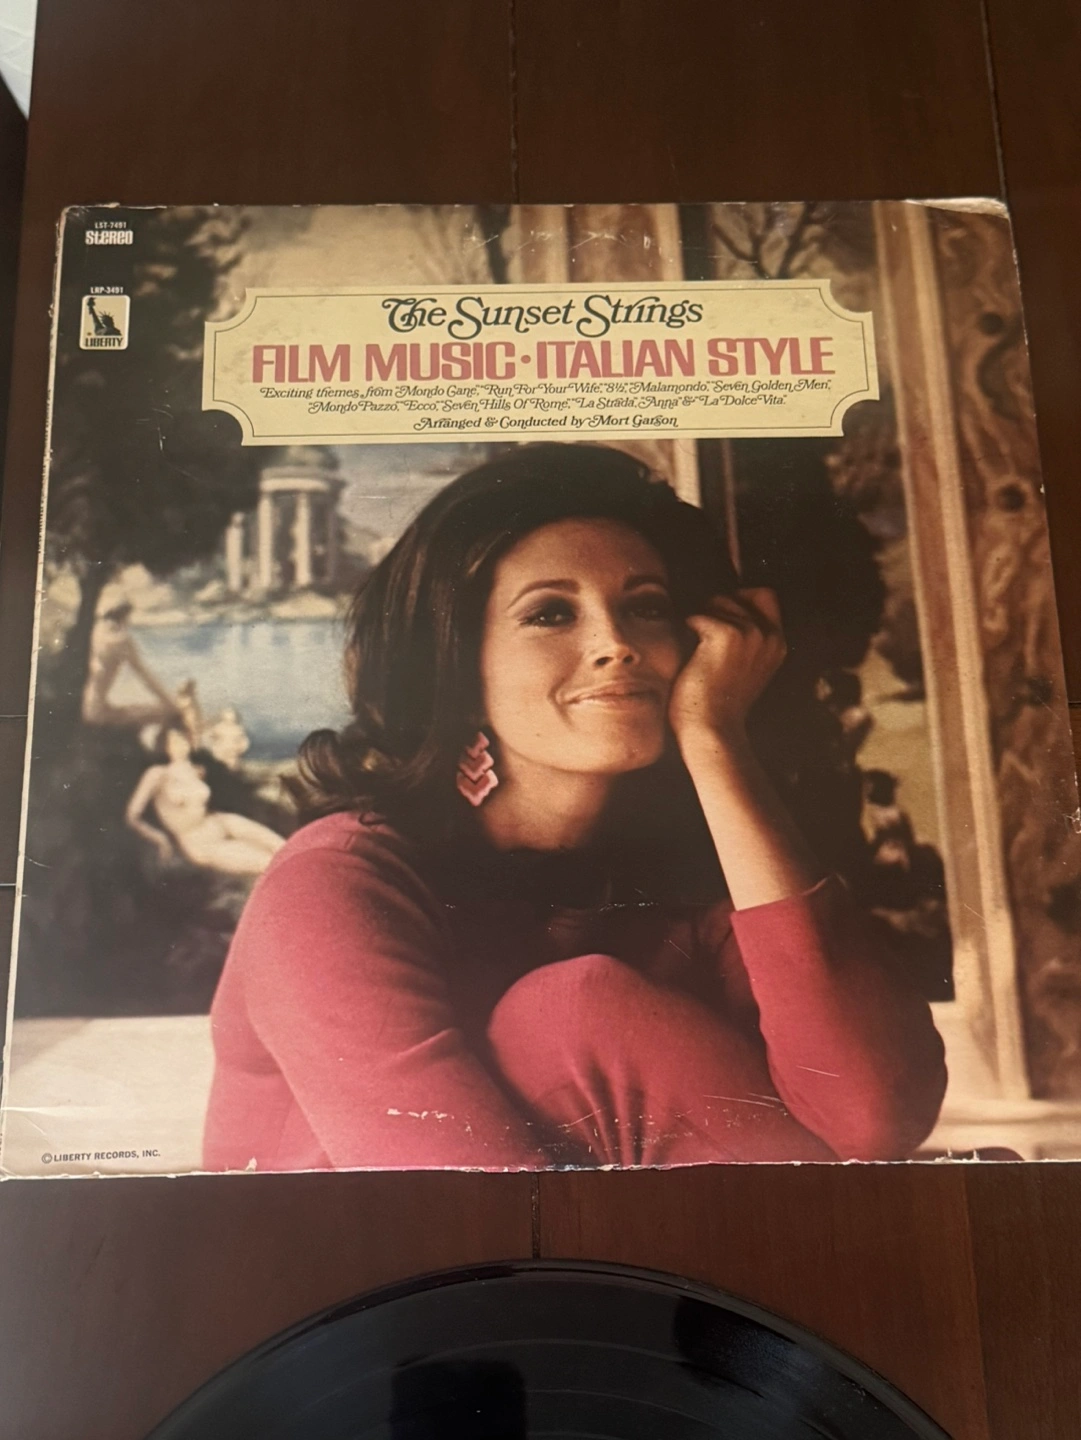 LST-7491
Stereo
LRP-3491
LIBERTY
The Sunset Strings
FILM MUSIC • ITALIAN STYLE
Exciting themes from "Mondo Cane," "Run For Your Wife," "8½," "Malamondo," "Seven Golden Men,"
"Mondo Pazzo," "Ecco," "Seven Hills Of Rome," "La Strada," "Anna" & "La Dolce Vita."
Arranged & Conducted by Mort Garson
© LIBERTY RECORDS, INC.